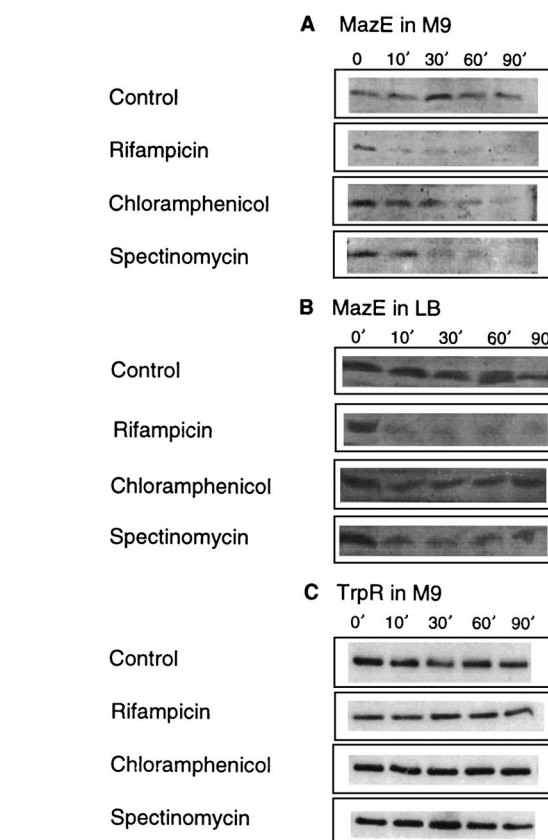 A MazE in M9
0 10′ 30′ 60′ 90′
Control
Rifampicin
Chloramphenicol
Spectinomycin
B MazE in LB
0′ 10′ 30′ 60′ 90
Control
Rifampicin
Chloramphenicol
Spectinomycin
C TrpR in M9
0′ 10′ 30′ 60′ 90′
Control
Rifampicin
Chloramphenicol
Spectinomycin